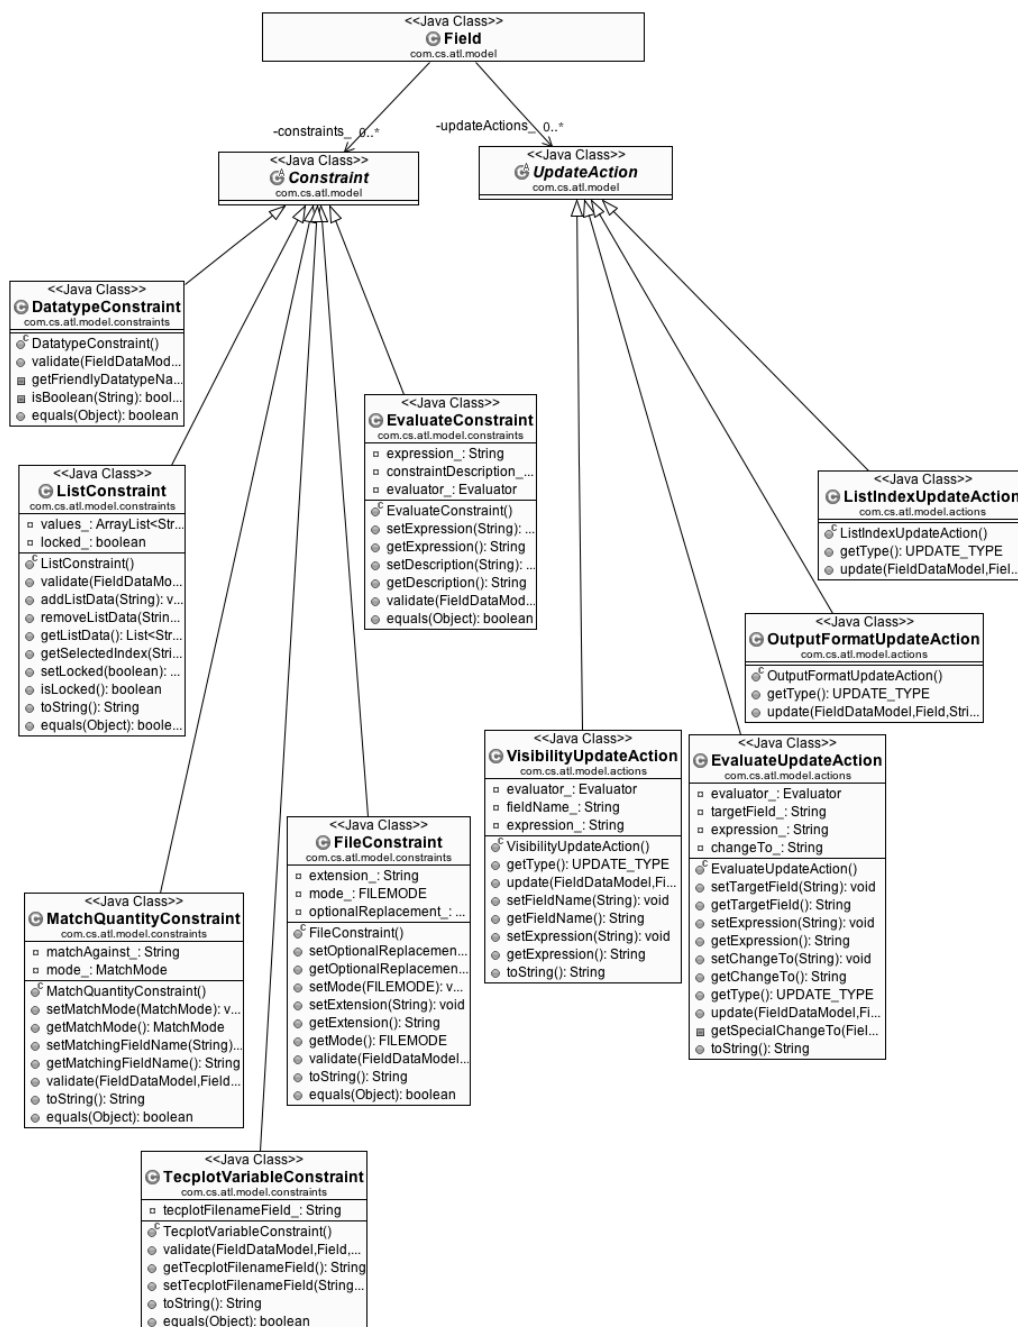 <<Java Class>>
Field
com.cs.atl.model
-constraints_ 0..*
-updateActions_ 0..*
<<Java Class>>
Constraint
com.cs.atl.model
<<Java Class>>
UpdateAction
com.cs.atl.model
<<Java Class>>
DatatypeConstraint
com.cs.atl.model.constraints
DatatypeConstraint()
validate(FieldDataMod...
getFriendlyDatatypeNa...
isBoolean(String): bool...
equals(Object): boolean
<<Java Class>>
EvaluateConstraint
com.cs.atl.model.constraints
expression_: String
constraintDescription_...
evaluator_: Evaluator
EvaluateConstraint()
setExpression(String): ...
getExpression(): String
setDescription(String): ...
getDescription(): String
validate(FieldDataMod...
equals(Object): boolean
<<Java Class>>
ListConstraint
com.cs.atl.model.constraints
values_: ArrayList<Str...
locked_: boolean
ListConstraint()
validate(FieldDataMo...
addListData(String): v...
removeListData(Strin...
getListData(): List<Str...
getSelectedIndex(Stri...
setLocked(boolean): ...
isLocked(): boolean
toString(): String
equals(Object): boole...
<<Java Class>>
ListIndexUpdateAction
com.cs.atl.model.actions
ListIndexUpdateAction()
getType(): UPDATE_TYPE
update(FieldDataModel,Fiel...
<<Java Class>>
OutputFormatUpdateAction
com.cs.atl.model.actions
OutputFormatUpdateAction()
getType(): UPDATE_TYPE
update(FieldDataModel,Field,Stri...
<<Java Class>>
VisibilityUpdateAction
com.cs.atl.model.actions
evaluator_: Evaluator
fieldName_: String
expression_: String
VisibilityUpdateAction()
getType(): UPDATE_TYPE
update(FieldDataModel,Fi...
setFieldName(String): void
getFieldName(): String
setExpression(String): void
getExpression(): String
toString(): String
<<Java Class>>
EvaluateUpdateAction
com.cs.atl.model.actions
evaluator_: Evaluator
targetField_: String
expression_: String
changeTo_: String
EvaluateUpdateAction()
setTargetField(String): void
getTargetField(): String
setExpression(String): void
getExpression(): String
setChangeTo(String): void
getChangeTo(): String
getType(): UPDATE_TYPE
update(FieldDataModel,Fi...
getSpecialChangeTo(Fiel...
toString(): String
<<Java Class>>
FileConstraint
com.cs.atl.model.constraints
extension_: String
mode_: FILEMODE
optionalReplacement_: ...
FileConstraint()
setOptionalReplacemen...
getOptionalReplacemen...
setMode(FILEMODE): v...
setExtension(String): void
getExtension(): String
getMode(): FILEMODE
validate(FieldDataModel...
toString(): String
equals(Object): boolean
<<Java Class>>
MatchQuantityConstraint
com.cs.atl.model.constraints
matchAgainst_: String
mode_: MatchMode
MatchQuantityConstraint()
setMatchMode(MatchMode): v...
getMatchMode(): MatchMode
setMatchingFieldName(String)...
getMatchingFieldName(): String
validate(FieldDataModel,Field...
toString(): String
equals(Object): boolean
<<Java Class>>
TecplotVariableConstraint
com.cs.atl.model.constraints
tecplotFilenameField_: String
TecplotVariableConstraint()
validate(FieldDataModel,Field,...
getTecplotFilenameField(): String
setTecplotFilenameField(String...
toString(): String
equals(Object): boolean